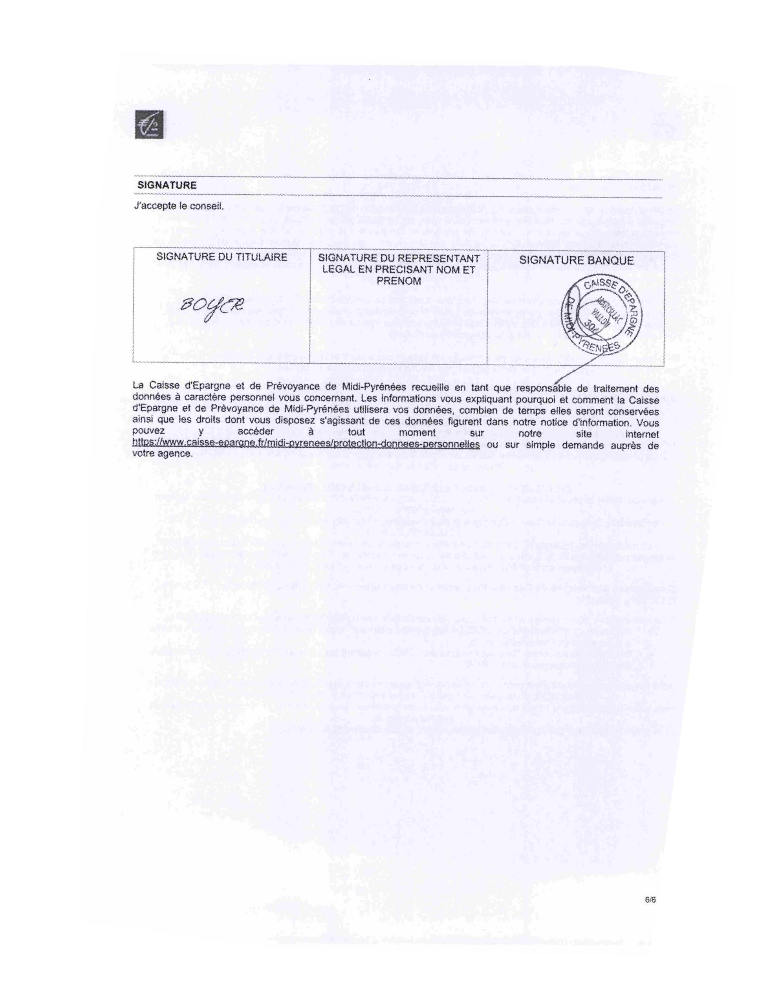 SIGNATURE
J'accepte le conseil.
SIGNATURE DU TITULAIRE
BOYER
SIGNATURE DU REPRESENTANT
LEGAL EN PRECISANT NOM ET
PRENOM
SIGNATURE BANQUE
CAISSE D'EPARGNE
DE MIDI-PYRENEES
MARCILLAC
VALLON
306
La Caisse d'Epargne et de Prévoyance de Midi-Pyrénées recueille en tant que responsable de traitement des
données à caractère personnel vous concernant. Les informations vous expliquant pourquoi et comment la Caisse
d'Epargne et de Prévoyance de Midi-Pyrénées utilisera vos données, combien de temps elles seront conservées
ainsi que les droits dont vous disposez s'agissant de ces données figurent dans notre notice d'information. Vous
pouvez y accéder à tout moment sur notre site internet
https://www.caisse-epargne.fr/midi-pyrenees/protection-donnees-personnelles ou sur simple demande auprès de
votre agence.
6/6